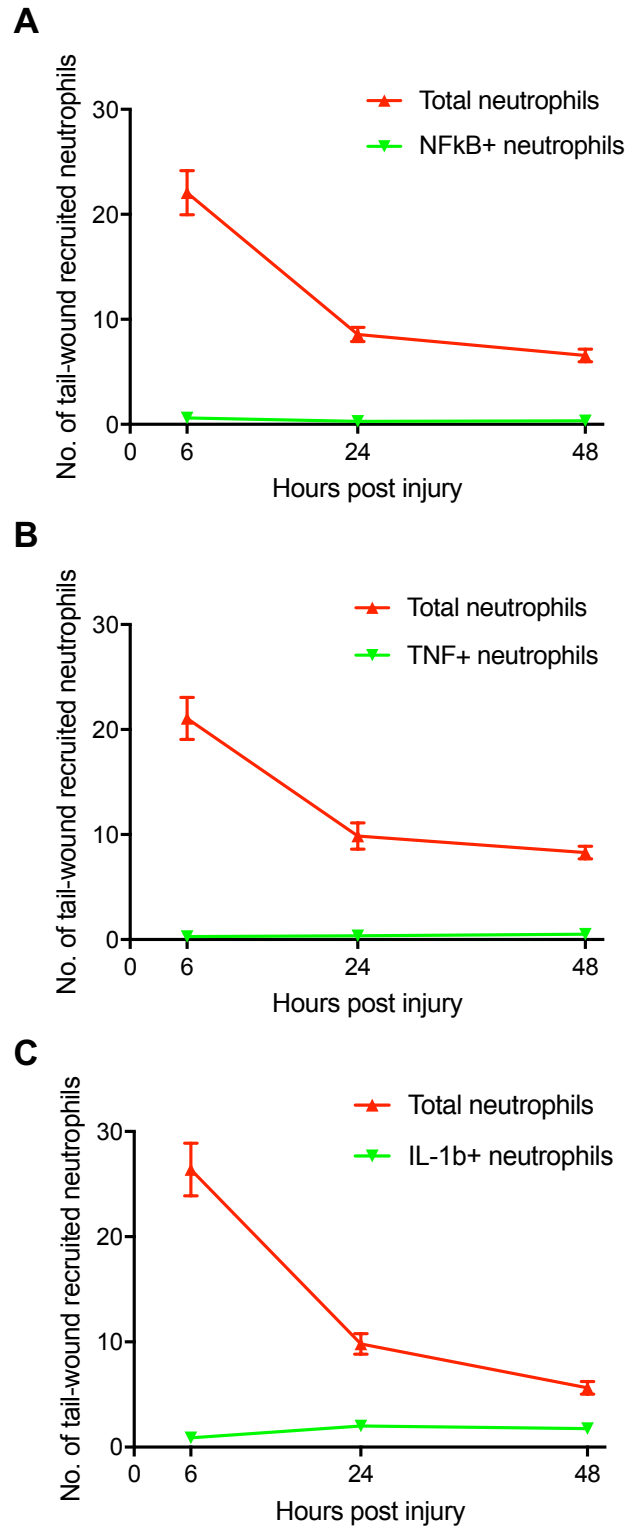 A
No. of tail-wound recruited neutrophils
30
20
10
0
Total neutrophils
NFkB+ neutrophils
0 6 24 48
Hours post injury
B
No. of tail-wound recruited neutrophils
30
20
10
0
Total neutrophils
TNF+ neutrophils
0 6 24 48
Hours post injury
C
No. of tail-wound recruited neutrophils
30
20
10
0
Total neutrophils
IL-1b+ neutrophils
0 6 24 48
Hours post injury